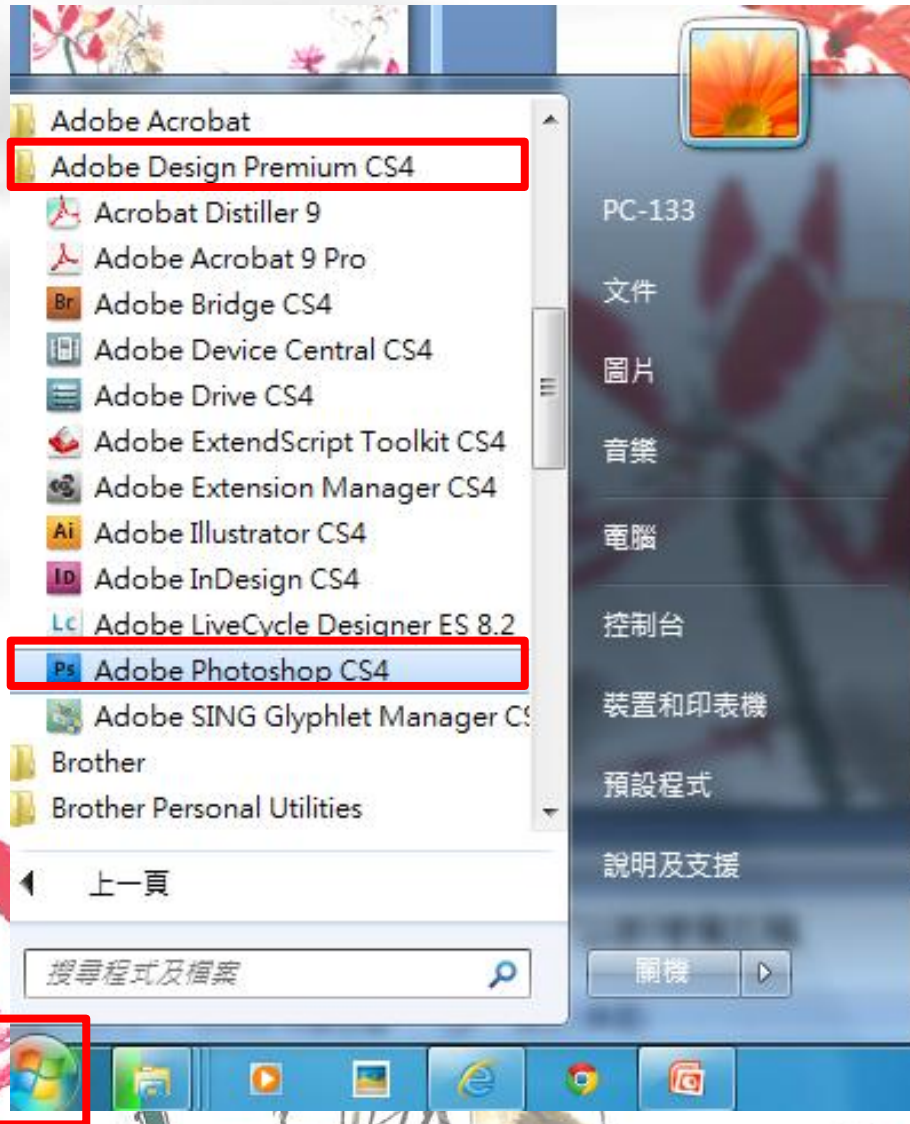 Adobe Acrobat
Adobe Design Premium CS4
Acrobat Distiller 9
Adobe Acrobat 9 Pro
Br Adobe Bridge CS4
Adobe Device Central CS4
Adobe Drive CS4
Adobe ExtendScript Toolkit CS4
Adobe Extension Manager CS4
Ai Adobe Illustrator CS4
ID Adobe InDesign CS4
LC Adobe LiveCycle Designer ES 8.2
Ps Adobe Photoshop CS4
Adobe SING Glyphlet Manager CS
Brother
Brother Personal Utilities
上一頁
搜尋程式及檔案
PC-133
文件
圖片
音樂
電腦
控制台
裝置和印表機
預設程式
說明及支援
關機